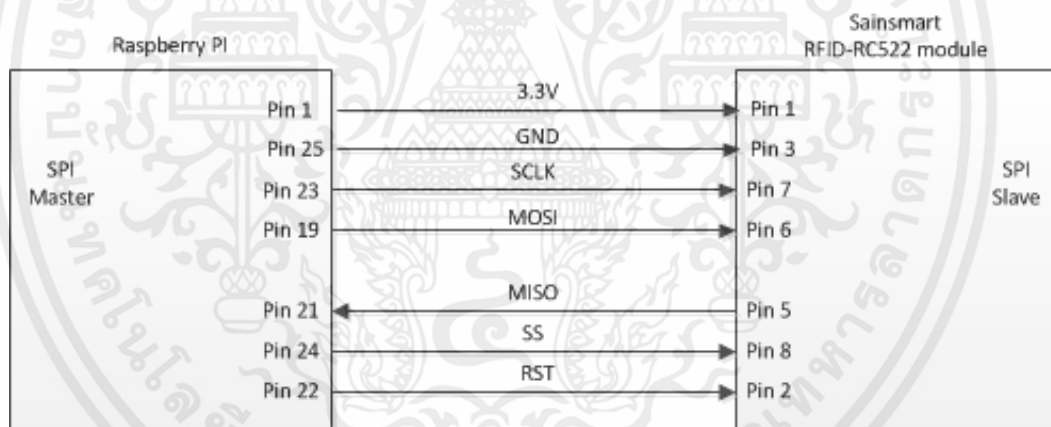 Raspberry PI
Sainsmart
RFID-RC522 module
SPI
Master
Pin 1
3.3V
Pin 1
Pin 25
GND
Pin 3
Pin 23
SCLK
Pin 7
Pin 19
MOSI
Pin 6
Pin 21
MISO
Pin 5
Pin 24
SS
Pin 8
Pin 22
RST
Pin 2
SPI
Slave